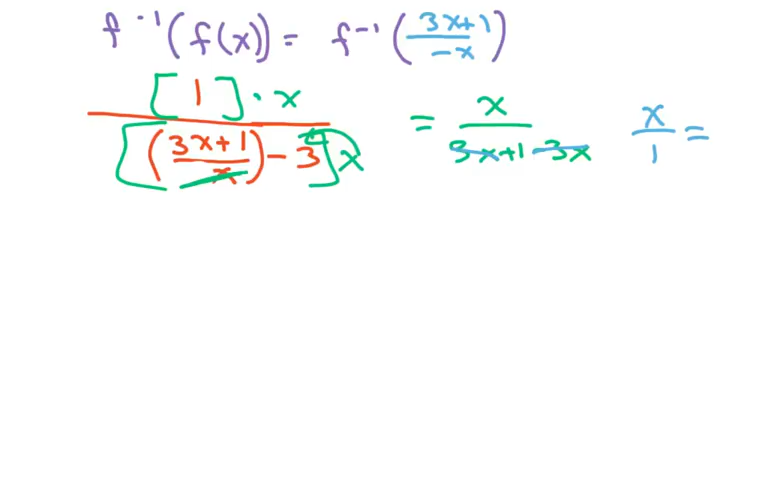 f⁻¹(f(x)) = f⁻¹((3x+1)/(-x))
([1]·x)/([((3x+1)/x) - 3]x) = x/(3x+1-3x) x/1 =